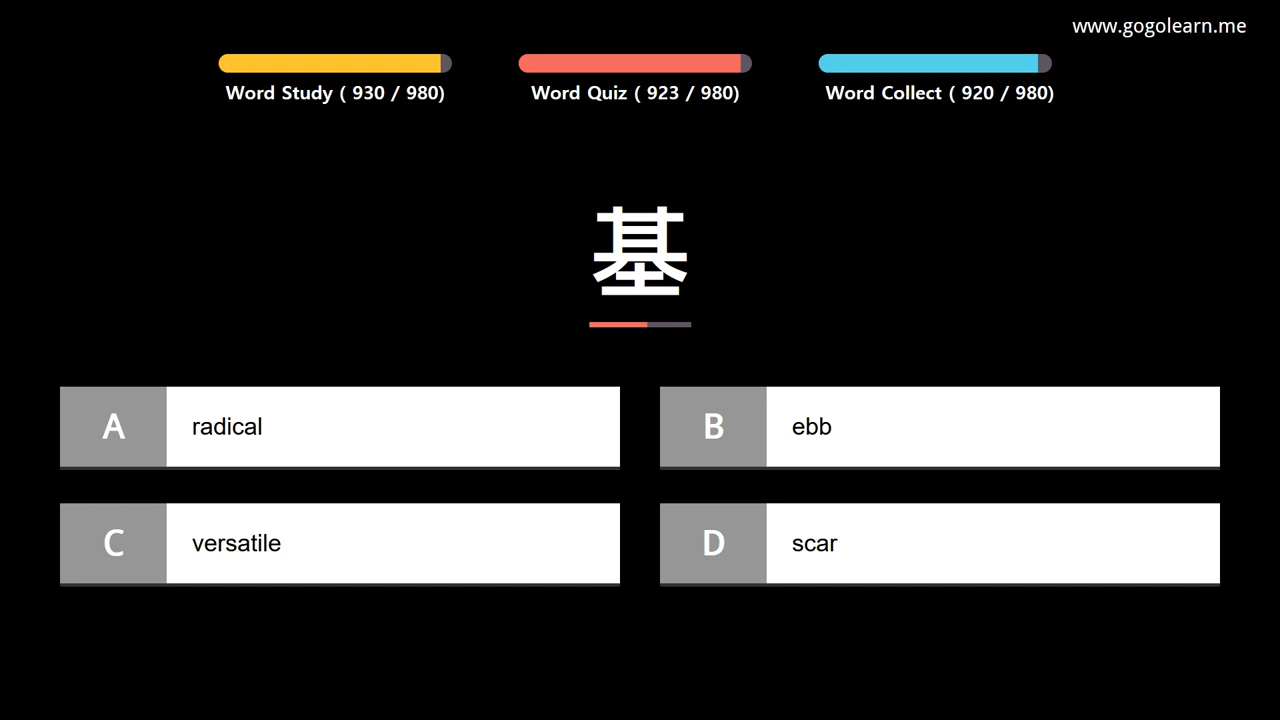 www.gogolearn.me
Word Study ( 930 / 980)
Word Quiz ( 923 / 980)
Word Collect ( 920 / 980)
基
A radical
B ebb
C versatile
D scar